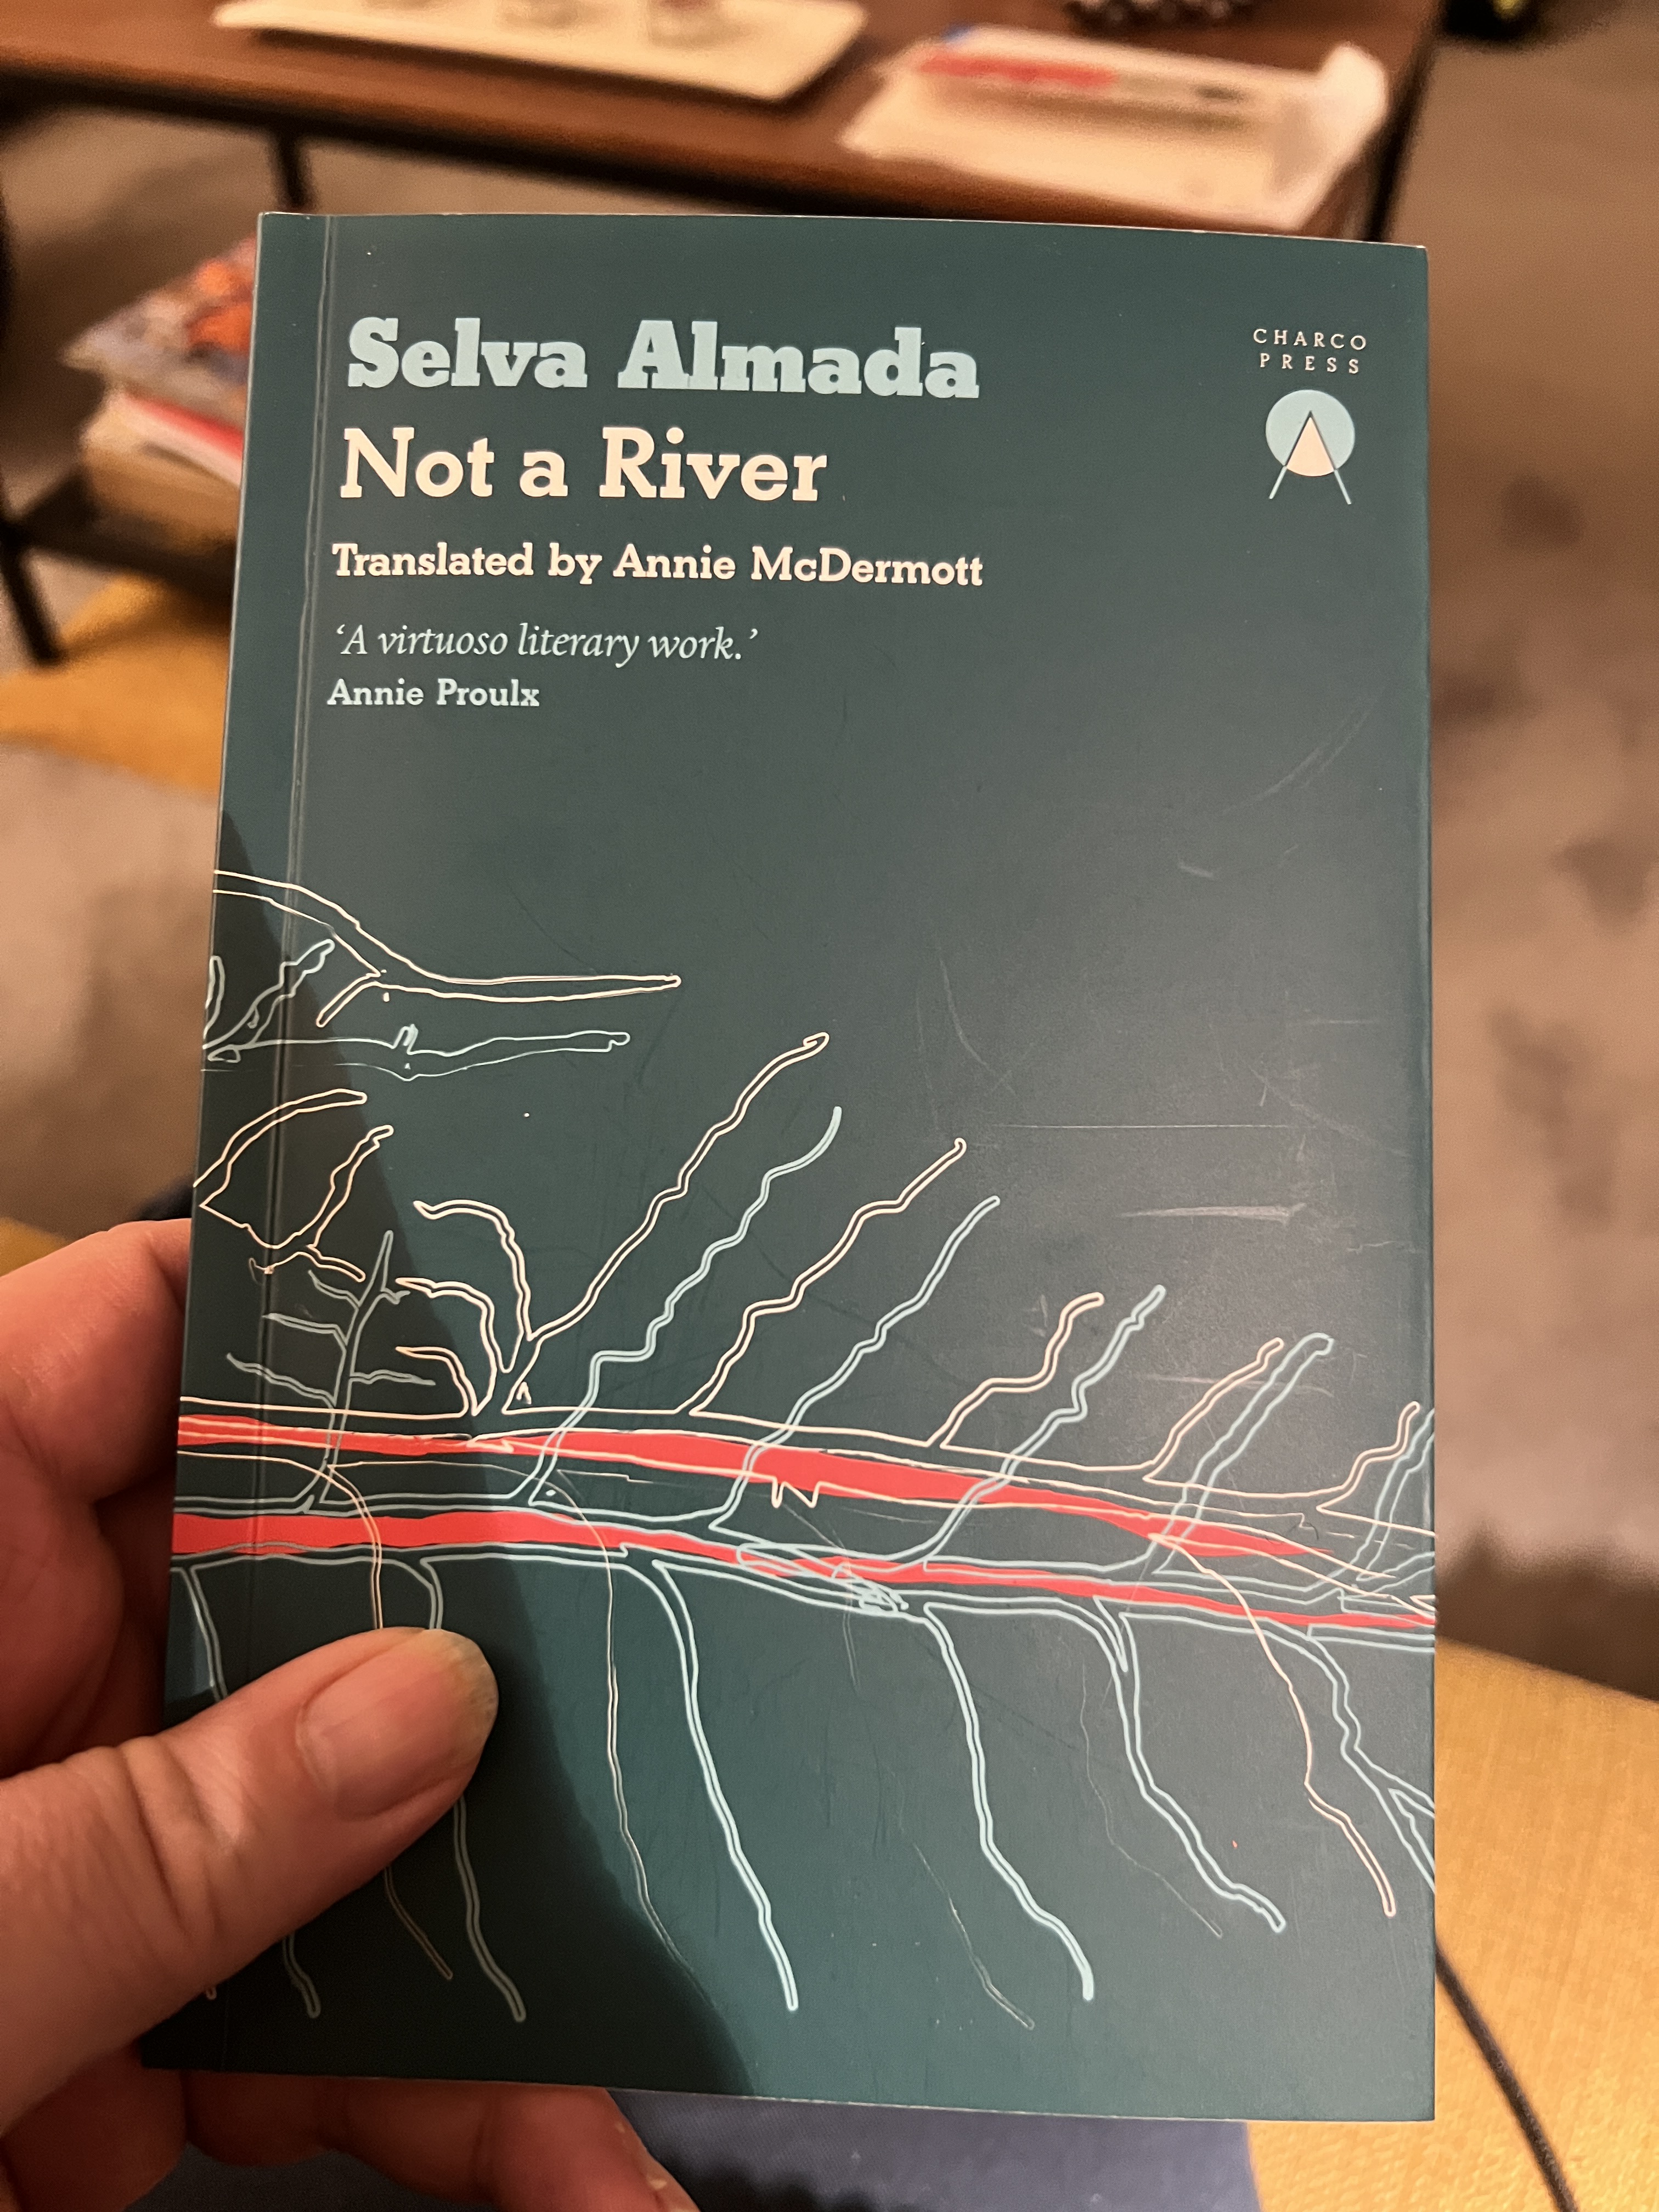 Selva Almada
CHARCO
PRESS
Not a River
Translated by Annie McDermott
‘A virtuoso literary work.’
Annie Proulx